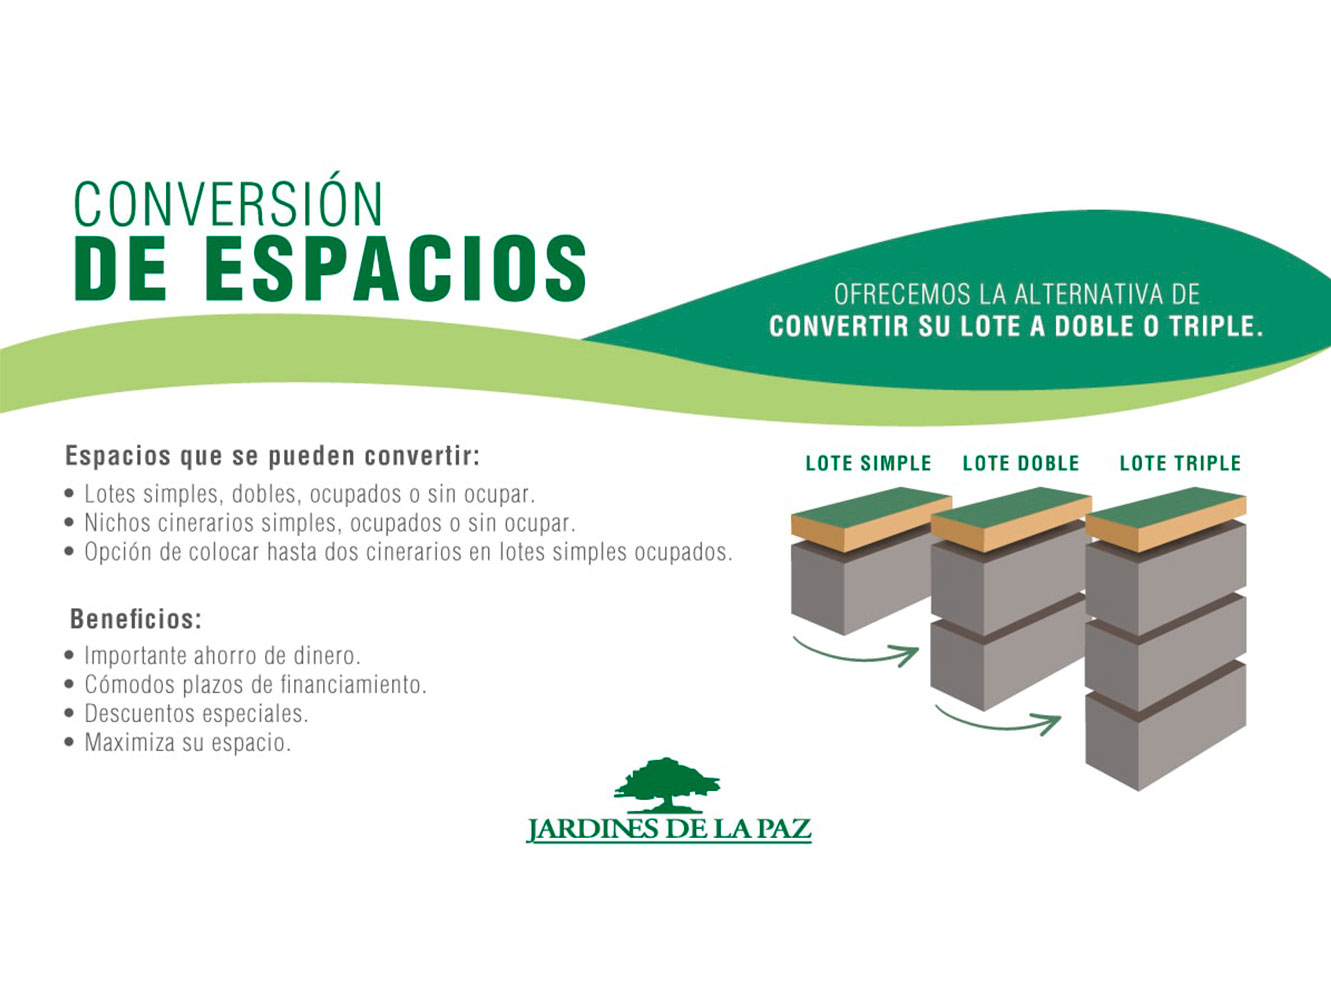 CONVERSIÓN
DE ESPACIOS
OFRECEMOS LA ALTERNATIVA DE
CONVERTIR SU LOTE A DOBLE O TRIPLE.
Espacios que se pueden convertir:
• Lotes simples, dobles, ocupados o sin ocupar.
• Nichos cinerarios simples, ocupados o sin ocupar.
• Opción de colocar hasta dos cinerarios en lotes simples ocupados.
Beneficios:
• Importante ahorro de dinero.
• Cómodos plazos de financiamiento.
• Descuentos especiales.
• Maximiza su espacio.
LOTE SIMPLE LOTE DOBLE LOTE TRIPLE
JARDINES DE LA PAZ